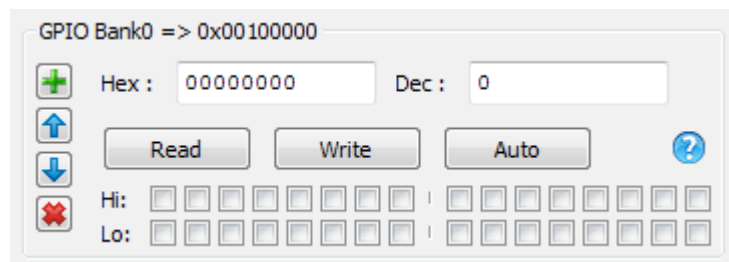 GPIO Bank0 => 0x00100000
Hex : 00000000 Dec : 0
Read Write Auto
Hi:
Lo: